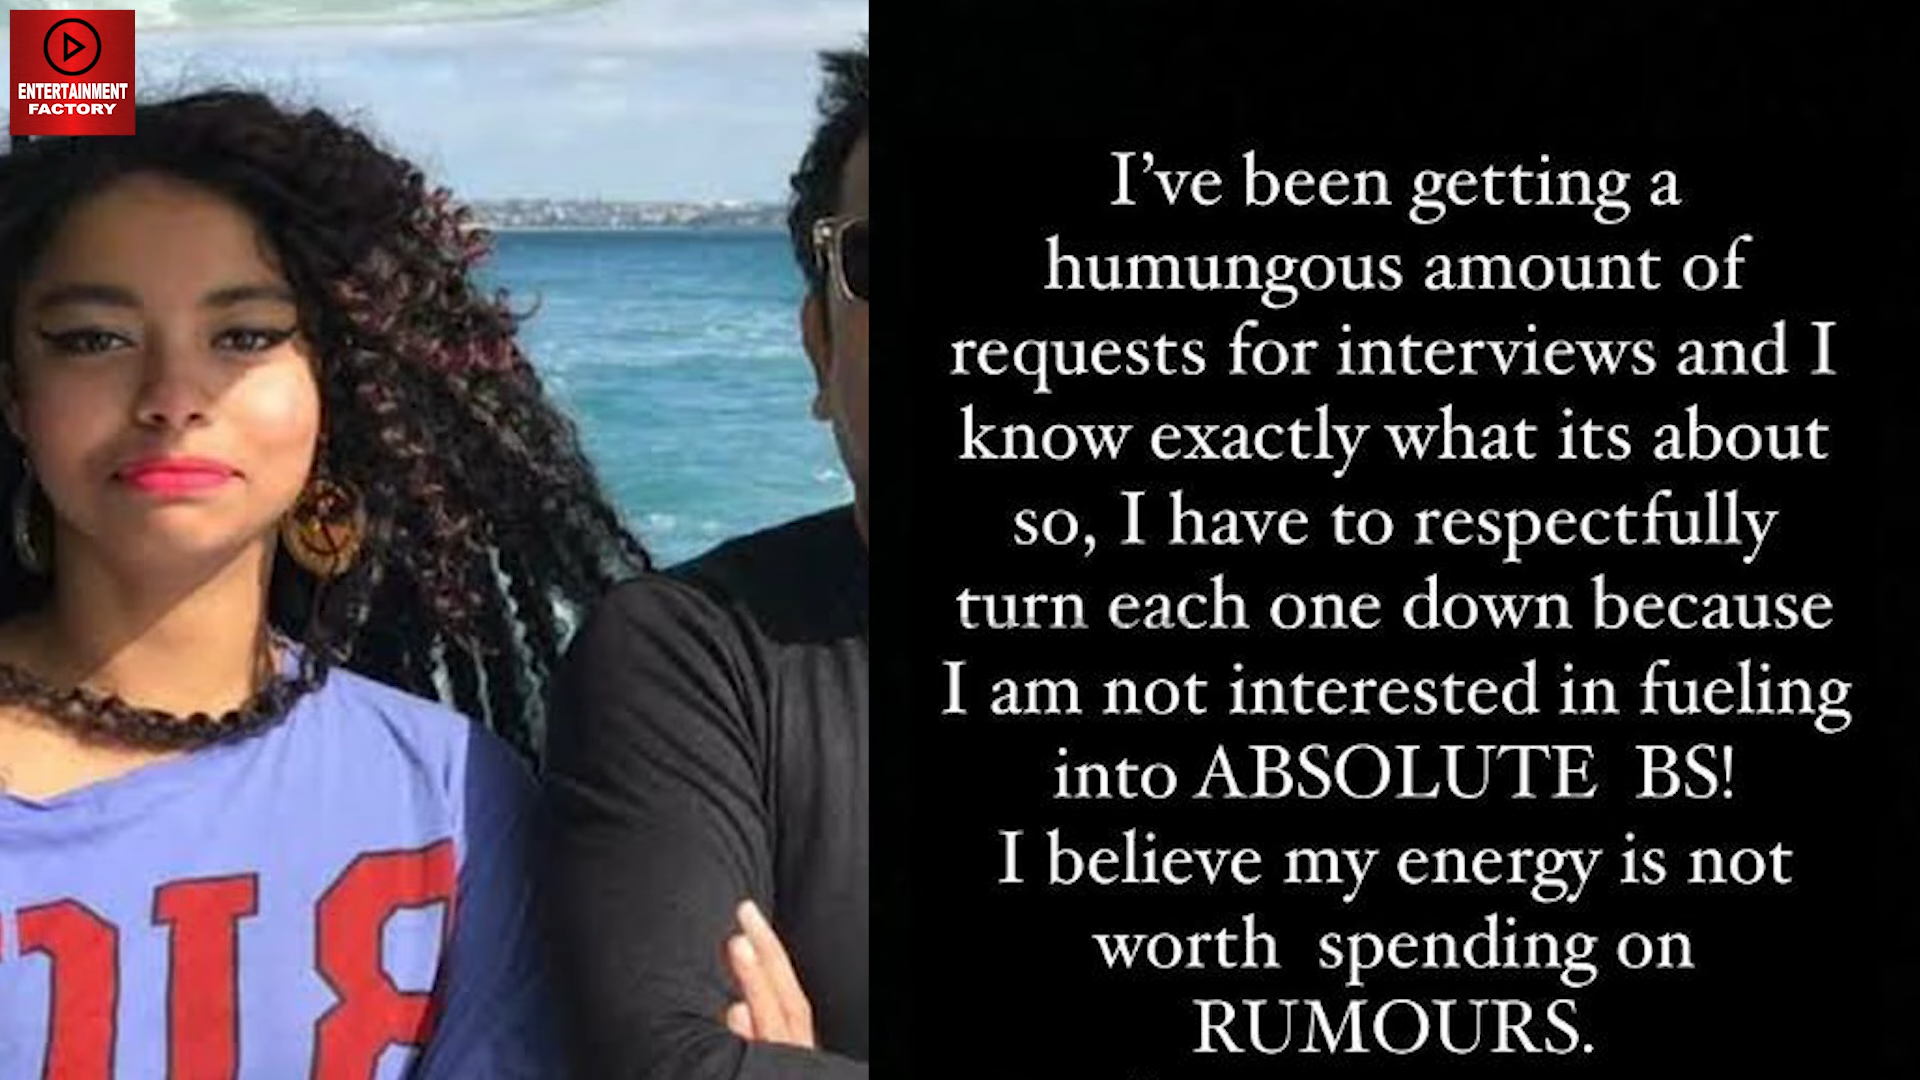 ENTERTAINMENT
FACTORY
I've been getting a
humungous amount of
requests for interviews and I
know exactly what its about
so, I have to respectfully
turn each one down because
I am not interested in fueling
into ABSOLUTE BS!
I believe my energy is not
worth spending on
RUMOURS.